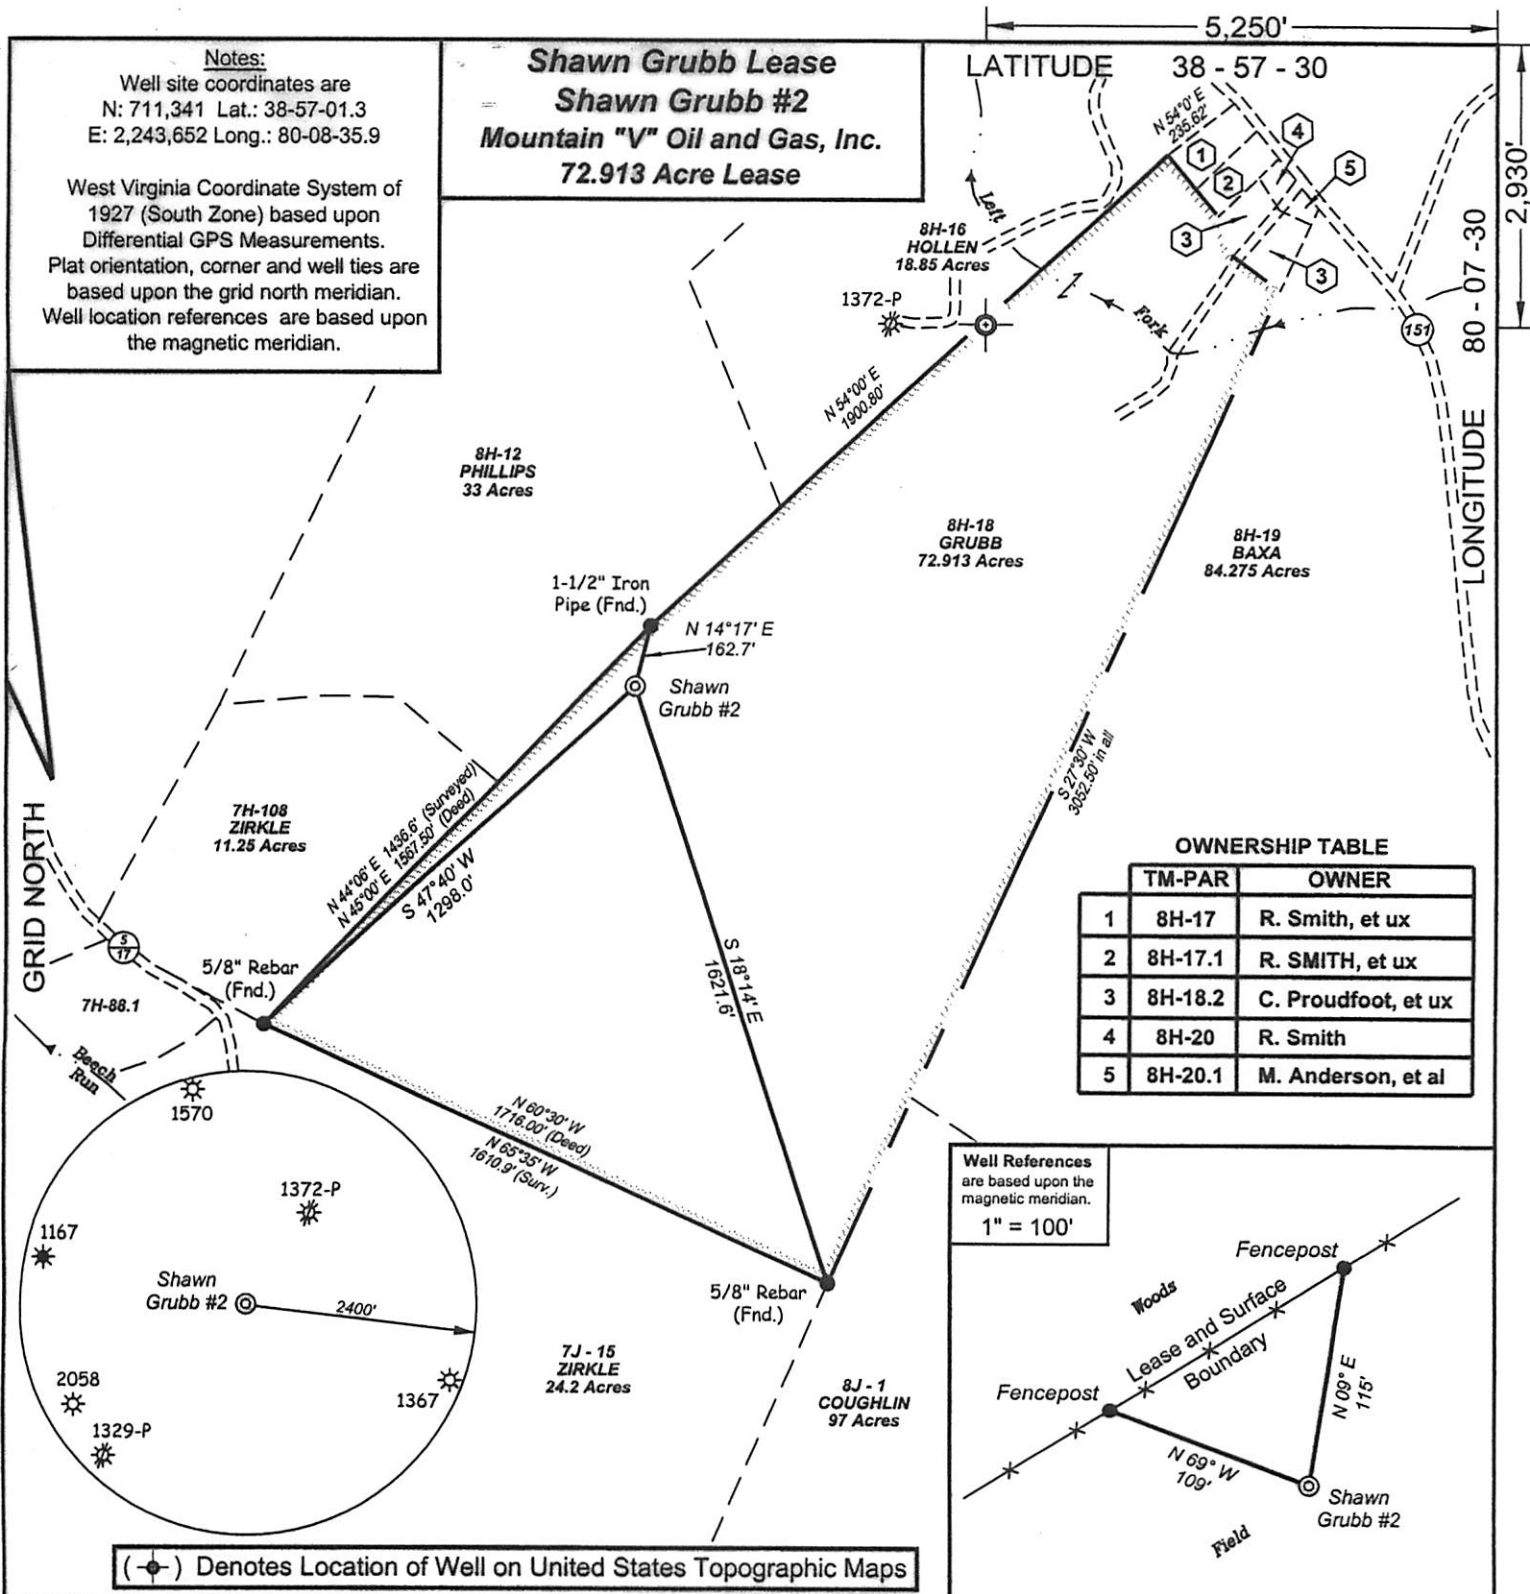 5,250'
Notes:
Well site coordinates are
N: 711,341 Lat.: 38-57-01.3
E: 2,243,652 Long.: 80-08-35.9
West Virginia Coordinate System of
1927 (South Zone) based upon
Differential GPS Measurements.
Plat orientation, corner and well ties are
based upon the grid north meridian.
Well location references are based upon
the magnetic meridian.
Shawn Grubb Lease
Shawn Grubb #2
Mountain "V" Oil and Gas, Inc.
72.913 Acre Lease
LATITUDE 38 - 57 - 30
2,930'
LONGITUDE 80 - 07 - 30
N 54°0' E
235.62'
1
2
3
3
4
5
Left
Fork
151
8H-16
HOLLEN
18.85 Acres
1372-P
N 54°00' E
1900.80'
8H-12
PHILLIPS
33 Acres
8H-18
GRUBB
72.913 Acres
8H-19
BAXA
84.275 Acres
1-1/2" Iron
Pipe (Fnd.)
N 14°17' E
162.7'
Shawn
Grubb #2
S 27°30' W
3052.50' in all
7H-108
ZIRKLE
11.25 Acres
N 44°06' E 1436.6' (Surveyed)
N 45°00' E 1567.50' (Deed)
S 47°40' W
1298.0'
S 18°14' E
1621.6'
GRID NORTH
5
17
7H-88.1
5/8" Rebar
(Fnd.)
Beech
Run
N 60°30' W
1716.00' (Deed)
N 65°35' W
1610.9' (Surv.)
5/8" Rebar
(Fnd.)
OWNERSHIP TABLE
TM-PAR OWNER
1 8H-17 R. Smith, et ux
2 8H-17.1 R. SMITH, et ux
3 8H-18.2 C. Proudfoot, et ux
4 8H-20 R. Smith
5 8H-20.1 M. Anderson, et al
1570
1372-P
1167
Shawn
Grubb #2
2400'
2058
1329-P
1367
7J - 15
ZIRKLE
24.2 Acres
8J - 1
COUGHLIN
97 Acres
Well References
are based upon the
magnetic meridian.
1" = 100'
Fencepost
Woods
Lease and Surface
Boundary
Fencepost
N 09° E
115'
N 69° W
109'
Shawn
Grubb #2
Field
( ) Denotes Location of Well on United States Topographic Maps